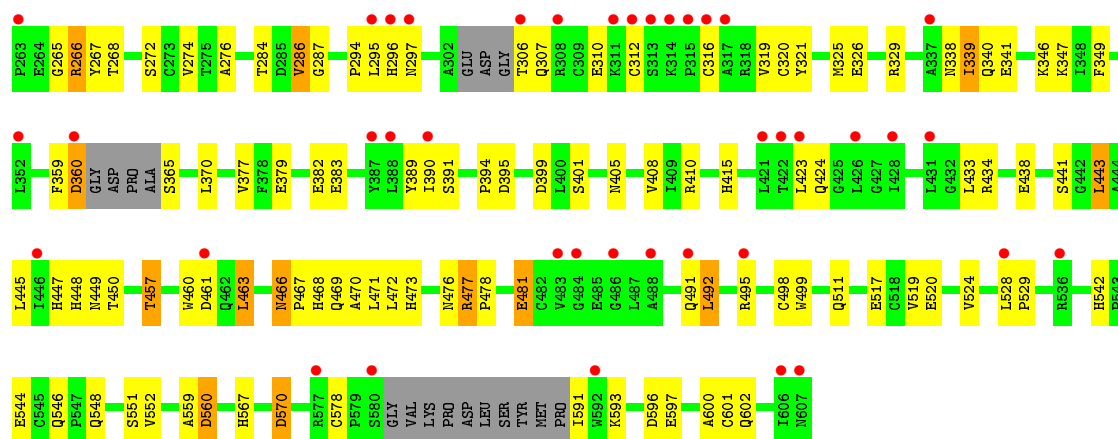 P263 E264 G265 R266 Y267 T268 S272 C273 V274 T275 A276 T284 D285 V286 G287 P294 L295 H296 N297 A302 GLU ASP GLY T306 Q307 R308 C309 E310 K311 C312 S313 K314 P315 C316 A317 R318 V319 C320 Y321 M325 E326 R329 A337 N338 I339 Q340 E341 K346 K347 I348 F349
L352 F359 D360 GLY ASP PRO ALA S365 L370 V377 F378 E379 E382 E383 Y387 L388 Y389 I390 S391 P394 D395 D399 L400 S401 N405 V408 I409 R410 H415 L421 T422 L423 Q424 G425 L426 G427 I428 L431 G432 L433 R434 E438 S441 G442 L443 A444
L445 I446 H447 H448 N449 T450 T457 W460 D461 Q462 L463 N466 P467 H468 Q469 A470 L471 L472 H473 N476 R477 P478 E481 C482 V483 G484 E485 G486 L487 A488 Q491 L492 R495 C498 W499 Q511 E517 C518 V519 E520 V524 L528 P529 R536 H542 P543
E544 C545 Q546 P547 Q548 S551 V552 A559 D560 H567 D570 R577 C578 P579 S580 GLY VAL LYS PRO ASP LEU SER TYR MET PRO I591 W592 K593 D596 E597 A600 C601 Q602 I606 N607